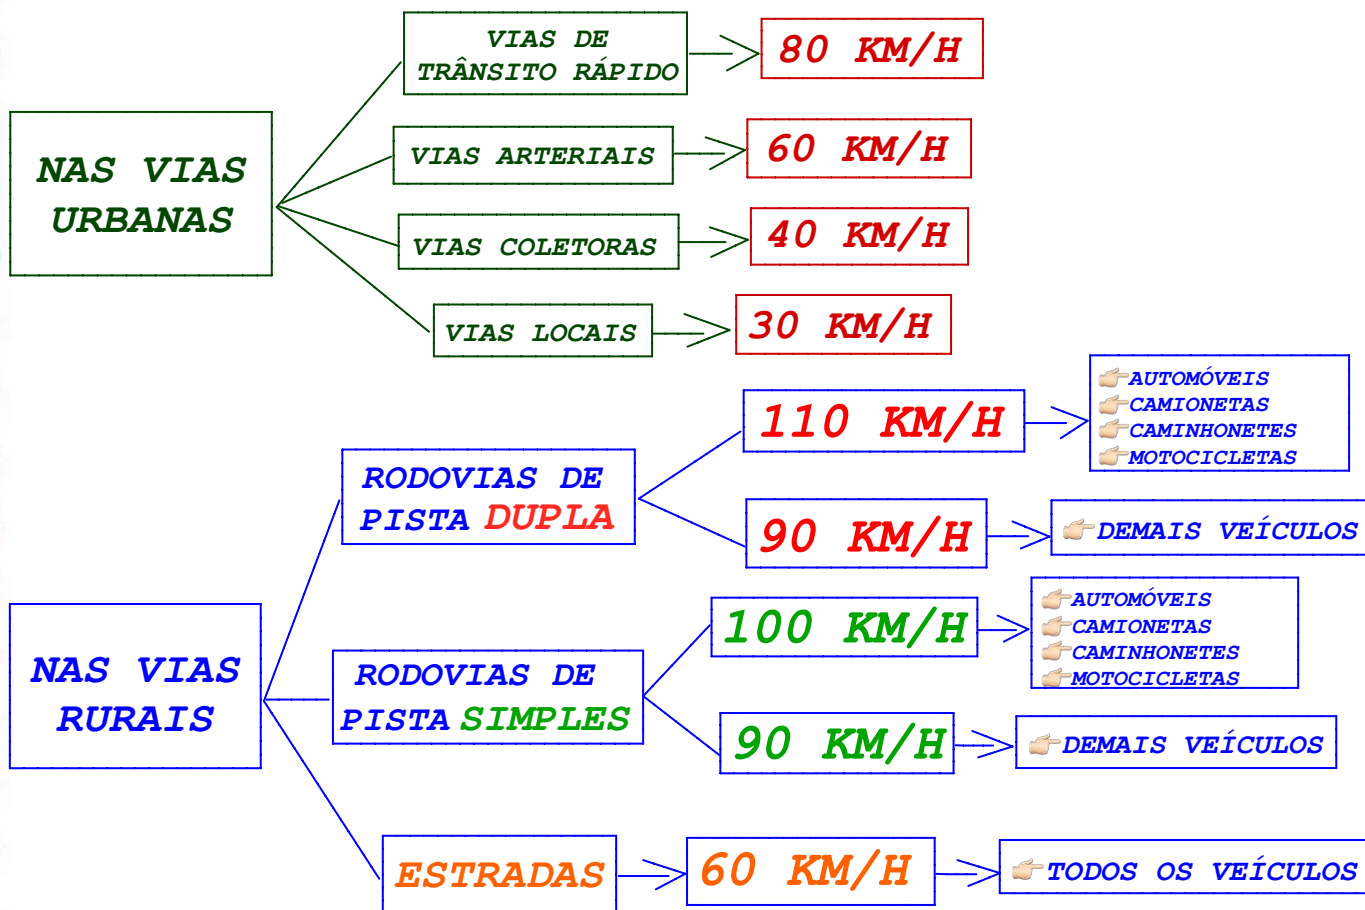 NAS VIAS
URBANAS
VIAS DE
TRÂNSITO RÁPIDO
80 KM/H
VIAS ARTERIAIS
60 KM/H
VIAS COLETORAS
40 KM/H
VIAS LOCAIS
30 KM/H
NAS VIAS
RURAIS
RODOVIAS DE
PISTA DUPLA
110 KM/H
AUTOMÓVEIS
CAMIONETAS
CAMINHONETES
MOTOCICLETAS
90 KM/H
DEMAIS VEÍCULOS
RODOVIAS DE
PISTA SIMPLES
100 KM/H
AUTOMÓVEIS
CAMIONETAS
CAMINHONETES
MOTOCICLETAS
90 KM/H
DEMAIS VEÍCULOS
ESTRADAS
60 KM/H
TODOS OS VEÍCULOS